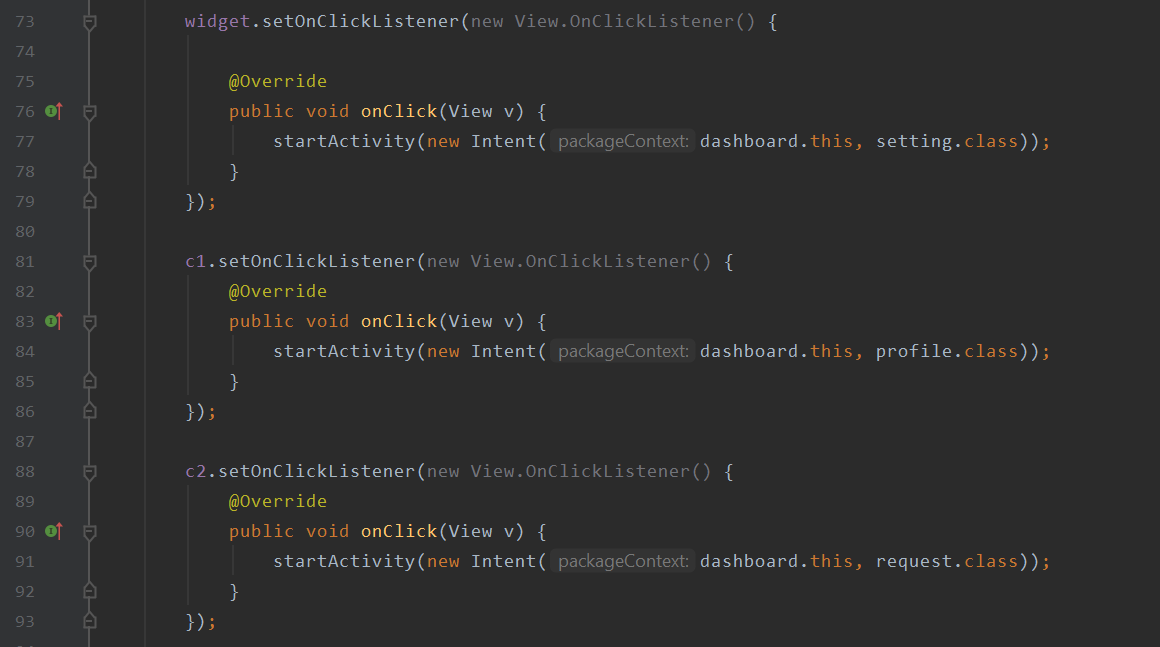 73 widget.setOnClickListener(new View.OnClickListener() {
74
75 @Override
76 public void onClick(View v) {
77 startActivity(new Intent( packageContext: dashboard.this, setting.class));
78 }
79 });
80
81 c1.setOnClickListener(new View.OnClickListener() {
82 @Override
83 public void onClick(View v) {
84 startActivity(new Intent( packageContext: dashboard.this, profile.class));
85 }
86 });
87
88 c2.setOnClickListener(new View.OnClickListener() {
89 @Override
90 public void onClick(View v) {
91 startActivity(new Intent( packageContext: dashboard.this, request.class));
92 }
93 });